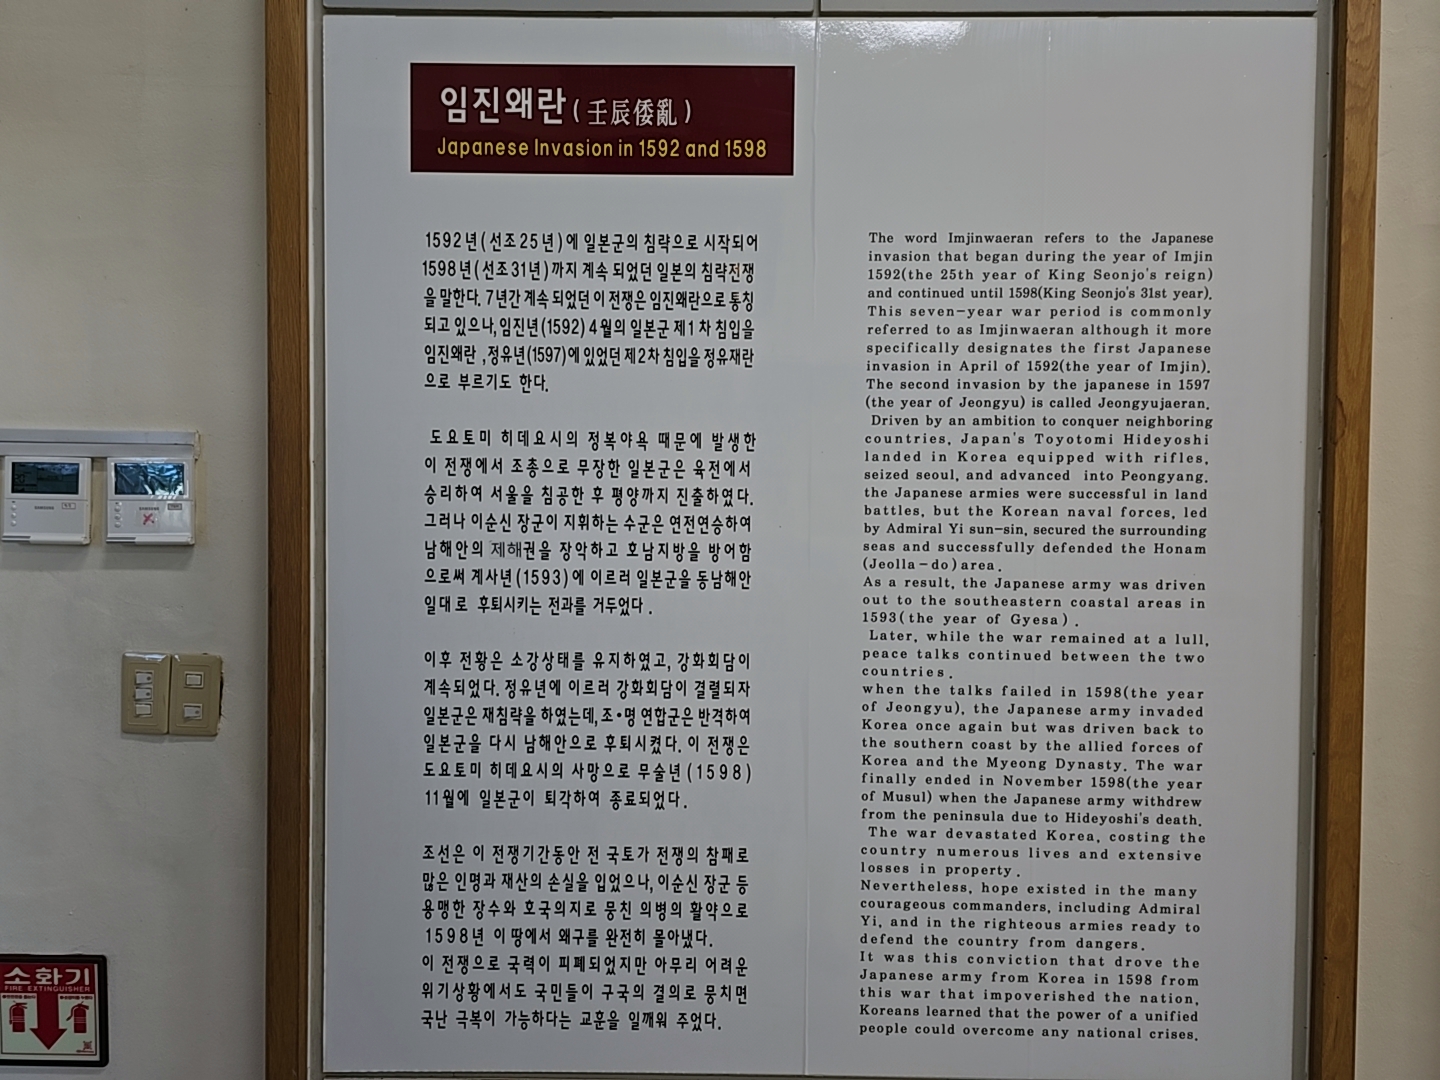 임진왜란(壬辰倭亂)
Japanese Invasion in 1592 and 1598
1592년(선조25년)에 일본군의 침략으로 시작되어
1598년(선조31년)까지 계속 되었던 일본의 침략전쟁
을 말한다. 7년간 계속 되었던 이 전쟁은 임진왜란으로 통칭
되고 있으나, 임진년(1592) 4월의 일본군 제1차 침입을
임진왜란 ,정유년(1597)에 있었던 제2차 침입을 정유재란
으로 부르기도 한다.
도요토미 히데요시의 정복야욕 때문에 발생한
이 전쟁에서 조총으로 무장한 일본군은 육전에서
승리하여 서울을 침공한 후 평양까지 진출하였다.
그러나 이순신 장군이 지휘하는 수군은 연전연승하여
남해안의 제해권을 장악하고 호남지방을 방어함
으로써 계사년(1593)에 이르러 일본군을 동남해안
일대로 후퇴시키는 전과를 거두었다.
이후 전황은 소강상태를 유지하였고, 강화회담이
계속되었다. 정유년에 이르러 강화회담이 결렬되자
일본군은 재침략을 하였는데, 조·명 연합군은 반격하여
일본군을 다시 남해안으로 후퇴시켰다. 이 전쟁은
도요토미 히데요시의 사망으로 무술년(1598)
11월에 일본군이 퇴각하여 종료되었다.
조선은 이 전쟁기간동안 전 국토가 전쟁의 참패로
많은 인명과 재산의 손실을 입었으나, 이순신 장군 등
용맹한 장수와 호국의지로 뭉친 의병의 활약으로
1598년 이 땅에서 왜구를 완전히 몰아냈다.
이 전쟁으로 국력이 피폐되었지만 아무리 어려운
위기상황에서도 국민들이 구국의 결의로 뭉치면
국난 극복이 가능하다는 교훈을 일깨워 주었다.
The word Imjinwaeran refers to the Japanese
invasion that began during the year of Imjin
1592(the 25th year of King Seonjo's reign)
and continued until 1598(King Seonjo's 31st year).
This seven-year war period is commonly
referred to as Imjinwaeran although it more
specifically designates the first Japanese
invasion in April of 1592(the year of Imjin).
The second invasion by the japanese in 1597
(the year of Jeongyu) is called Jeongyujaeran.
Driven by an ambition to conquer neighboring
countries, Japan's Toyotomi Hideyoshi
landed in Korea equipped with rifles,
seized seoul, and advanced into Peongyang.
the Japanese armies were successful in land
battles, but the Korean naval forces, led
by Admiral Yi sun-sin, secured the surrounding
seas and successfully defended the Honam
(Jeolla-do)area.
As a result, the Japanese army was driven
out to the southeastern coastal areas in
1593(the year of Gyesa).
Later, while the war remained at a lull,
peace talks continued between the two
countries.
when the talks failed in 1598(the year
of Jeongyu), the Japanese army invaded
Korea once again but was driven back to
the southern coast by the allied forces of
Korea and the Myeong Dynasty. The war
finally ended in November 1598(the year
of Musul) when the Japanese army withdrew
from the peninsula due to Hideyoshi's death.
The war devastated Korea, costing the
country numerous lives and extensive
losses in property.
Nevertheless, hope existed in the many
courageous commanders, including Admiral
Yi, and in the righteous armies ready to
defend the country from dangers.
It was this conviction that drove the
Japanese army from Korea in 1598 from
this war that impoverished the nation,
Koreans learned that the power of a unified
people could overcome any national crises.
소화기
FIRE EXTINGUISHER